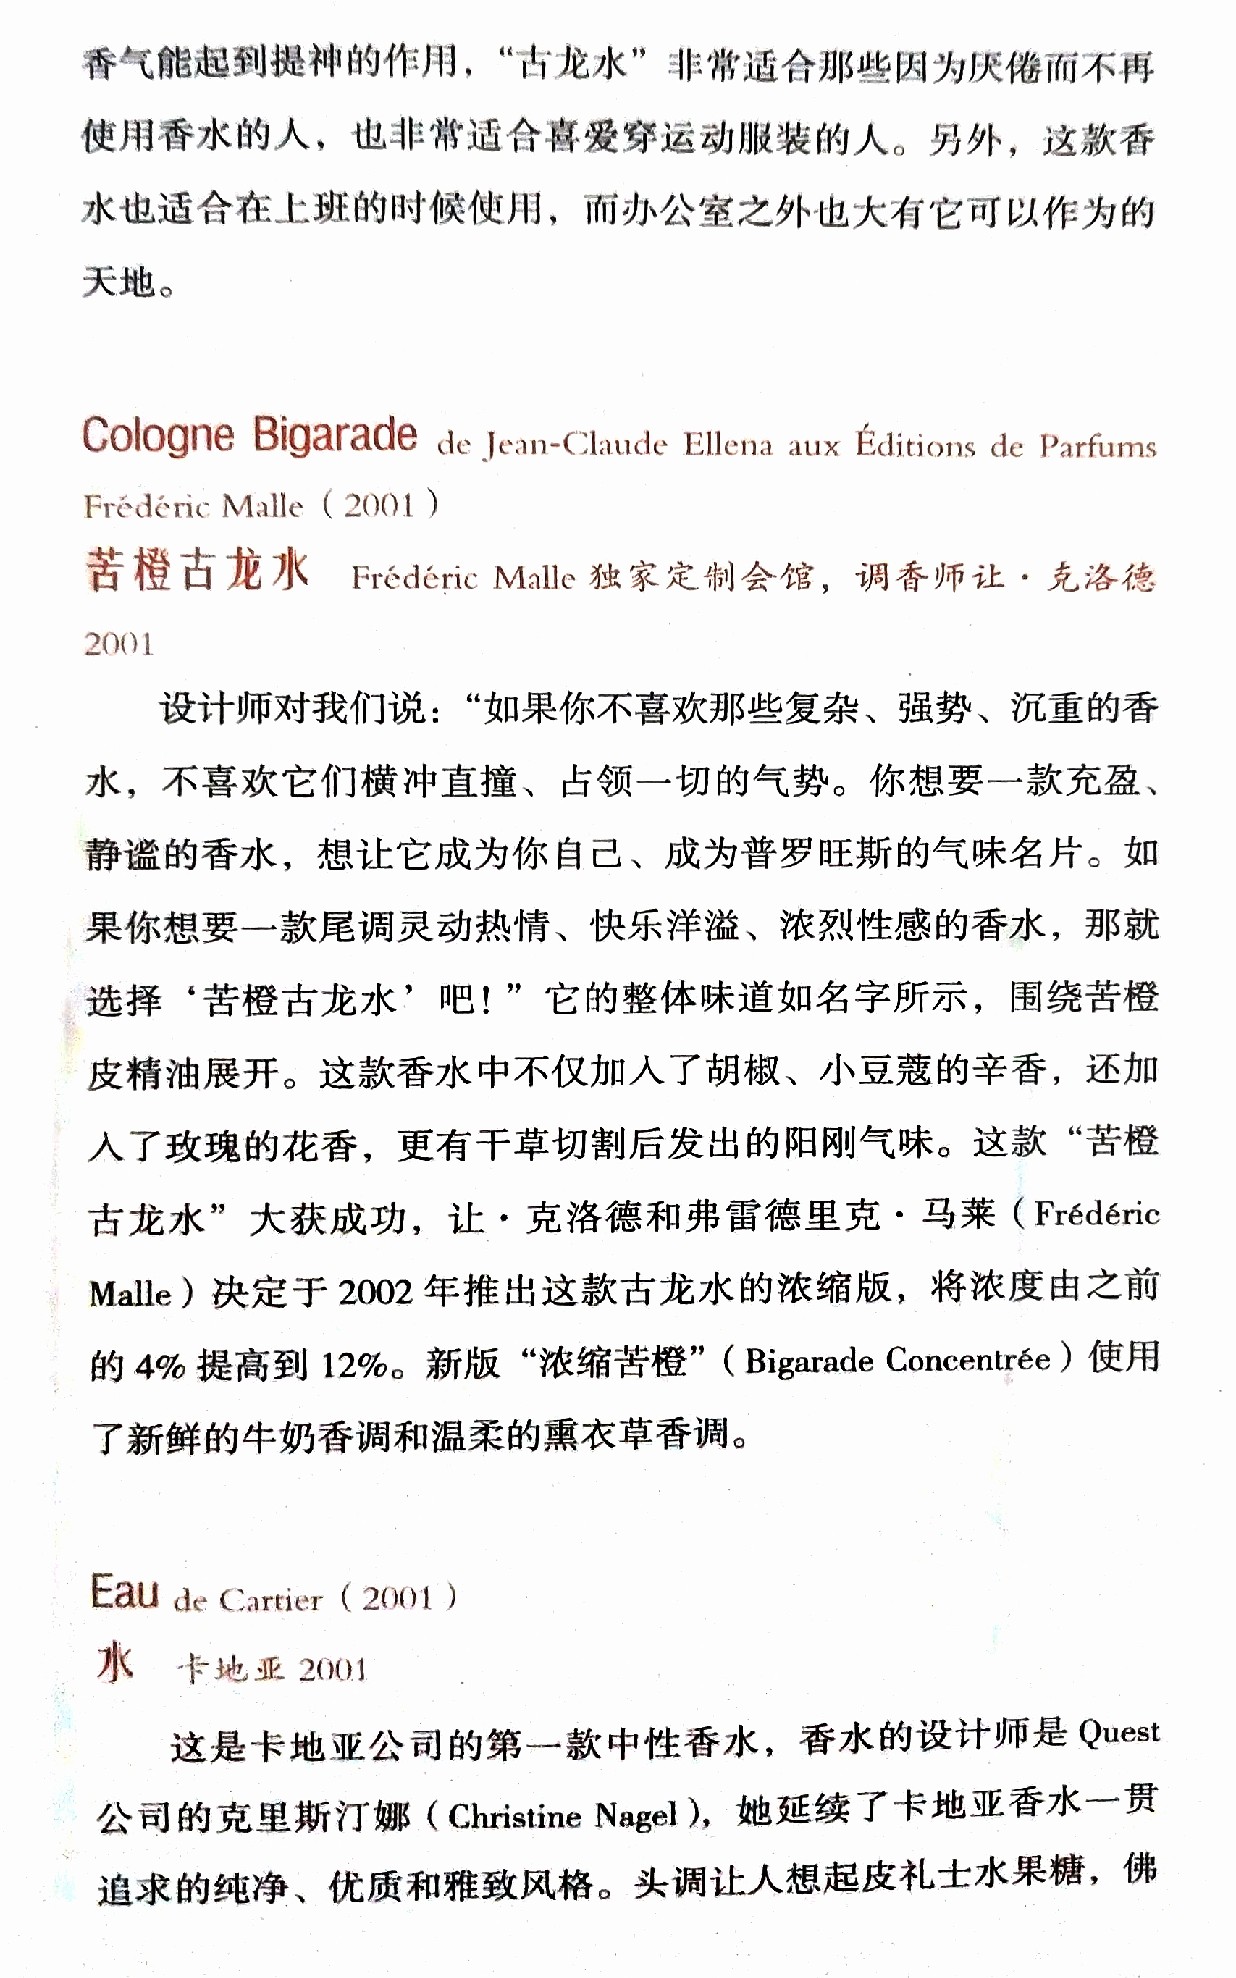 香气能起到提神的作用，“古龙水”非常适合那些因为厌倦而不再
使用香水的人，也非常适合喜爱穿运动服装的人。另外，这款香
水也适合在上班的时候使用，而办公室之外也大有它可以作为的
天地。
Cologne Bigarade de Jean-Claude Ellena aux Éditions de Parfums
Frédéric Malle（2001）
苦橙古龙水 Frédéric Malle 独家定制会馆，调香师让·克洛德
2001
设计师对我们说：“如果你不喜欢那些复杂、强势、沉重的香
水，不喜欢它们横冲直撞、占领一切的气势。你想要一款充盈、
静谧的香水，想让它成为你自己、成为普罗旺斯的气味名片。如
果你想要一款尾调灵动热情、快乐洋溢、浓烈性感的香水，那就
选择‘苦橙古龙水’吧！”它的整体味道如名字所示，围绕苦橙
皮精油展开。这款香水中不仅加入了胡椒、小豆蔻的辛香，还加
入了玫瑰的花香，更有干草切割后发出的阳刚气味。这款“苦橙
古龙水”大获成功，让·克洛德和弗雷德里克·马莱（Frédéric
Malle）决定于 2002 年推出这款古龙水的浓缩版，将浓度由之前
的 4% 提高到 12%。新版“浓缩苦橙”（Bigarade Concentrée）使用
了新鲜的牛奶香调和温柔的熏衣草香调。
Eau de Cartier（2001）
水 卡地亚 2001
这是卡地亚公司的第一款中性香水，香水的设计师是 Quest
公司的克里斯汀娜（Christine Nagel），她延续了卡地亚香水一贯
追求的纯净、优质和雅致风格。头调让人想起皮礼士水果糖，佛